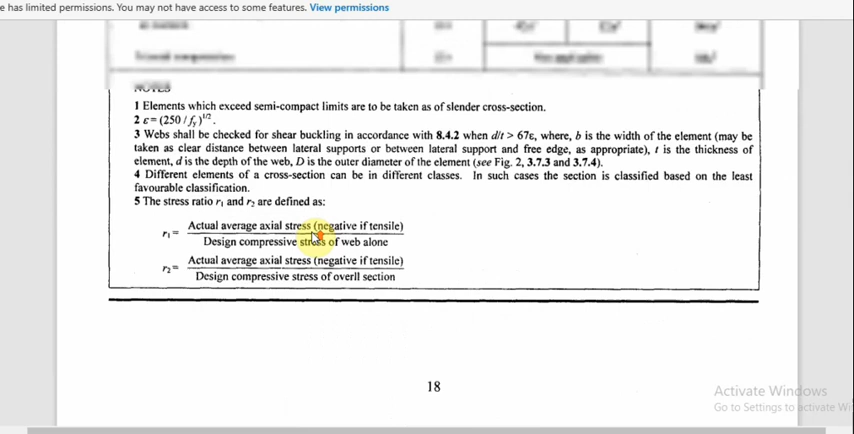 e has limited permissions. You may not have access to some features. View permissions
NOTES
1 Elements which exceed semi-compact limits are to be taken as of slender cross-section.
2 ε=(250 / fy)1/2.
3 Webs shall be checked for shear buckling in accordance with 8.4.2 when d/t > 67ε, where, b is the width of the element (may be
taken as clear distance between lateral supports or between lateral support and free edge, as appropriate), t is the thickness of
element, d is the depth of the web, D is the outer diameter of the element (see Fig. 2, 3.7.3 and 3.7.4).
4 Different elements of a cross-section can be in different classes. In such cases the section is classified based on the least
favourable classification.
5 The stress ratio r1 and r2 are defined as:
r1 = Actual average axial stress (negative if tensile)
Design compressive stress of web alone
r2 = Actual average axial stress (negative if tensile)
Design compressive stress of overll section
18
Activate Windows
Go to Settings to activate Wi